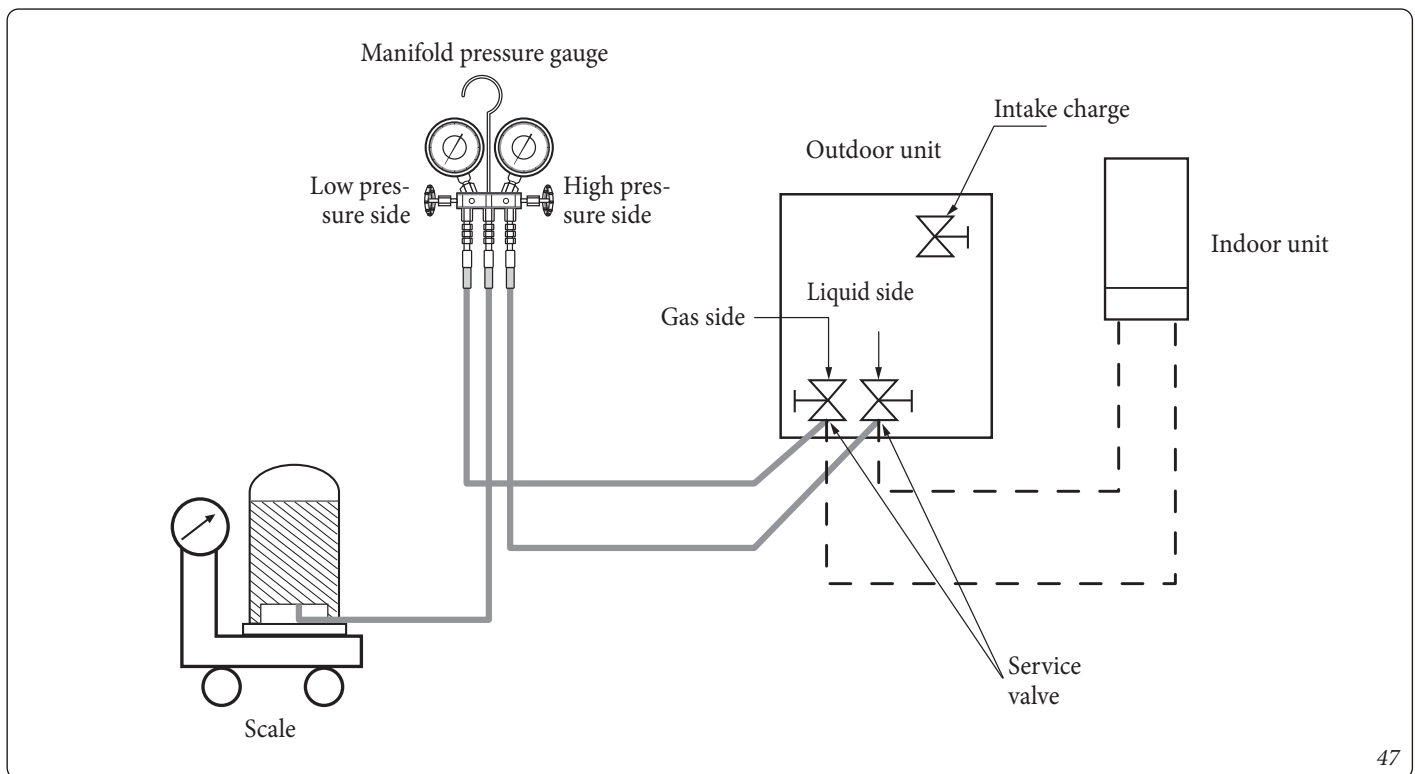 Manifold pressure gauge
Low pres-
sure side
High pres-
sure side
Intake charge
Outdoor unit
Indoor unit
Liquid side
Gas side
Service
valve
Scale
47